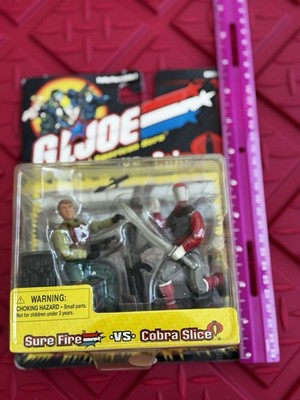 G.I. JOE
WARNING:
CHOKING HAZARD - Small parts.
Not for children under 3 years.
Sure Fire ·VS· Cobra Slice